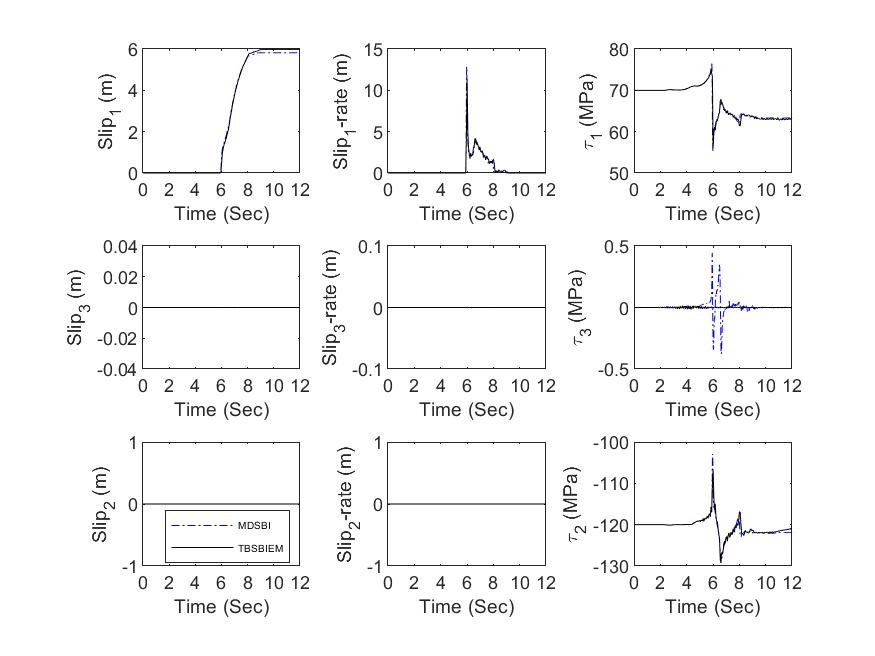 6
4
2
0
0 2 4 6 8 10 12
Slip1 (m)
Time (Sec)
15
10
5
0
0 2 4 6 8 10 12
Slip1-rate (m)
Time (Sec)
80
70
60
50
0 2 4 6 8 10 12
τ1 (MPa)
Time (Sec)
0.04
0.02
0
-0.02
-0.04
0 2 4 6 8 10 12
Slip3 (m)
Time (Sec)
0.1
0
-0.1
0 2 4 6 8 10 12
Slip3-rate (m)
Time (Sec)
0.5
0
-0.5
0 2 4 6 8 10 12
τ3 (MPa)
Time (Sec)
1
0
-1
0 2 4 6 8 10 12
Slip2 (m)
Time (Sec)
MDSBI
TBSBIEM
1
0
-1
0 2 4 6 8 10 12
Slip2-rate (m)
Time (Sec)
-100
-110
-120
-130
0 2 4 6 8 10 12
τ2 (MPa)
Time (Sec)